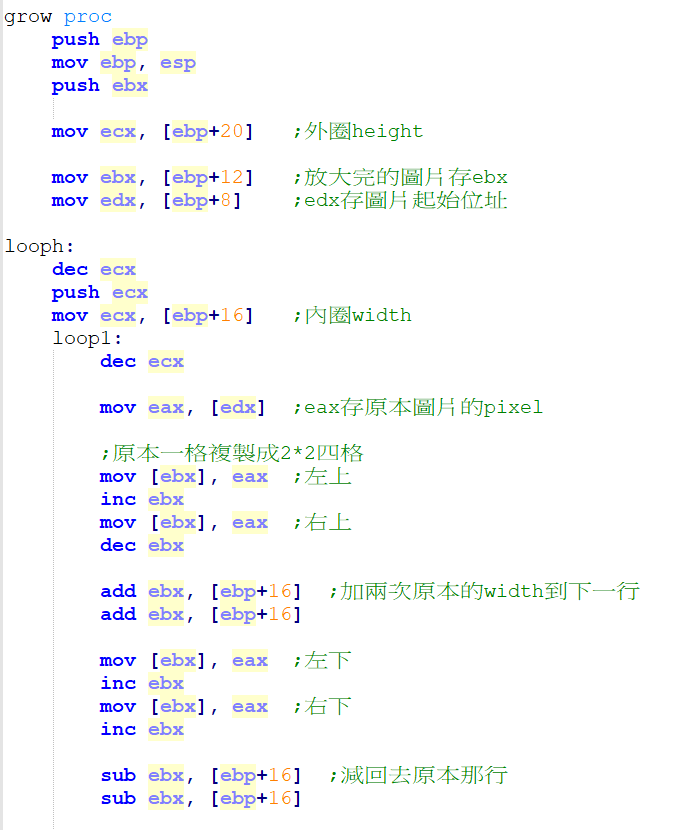 grow proc
push ebp
mov ebp, esp
push ebx
mov ecx, [ebp+20] ;外圈height
mov ebx, [ebp+12] ;放大完的圖片存ebx
mov edx, [ebp+8] ;edx存圖片起始位址
looph:
dec ecx
push ecx
mov ecx, [ebp+16] ;內圈width
loop1:
dec ecx
mov eax, [edx] ;eax存原本圖片的pixel
;原本一格複製成2*2四格
mov [ebx], eax ;左上
inc ebx
mov [ebx], eax ;右上
dec ebx
add ebx, [ebp+16] ;加兩次原本的width到下一行
add ebx, [ebp+16]
mov [ebx], eax ;左下
inc ebx
mov [ebx], eax ;右下
inc ebx
sub ebx, [ebp+16] ;減回去原本那行
sub ebx, [ebp+16]